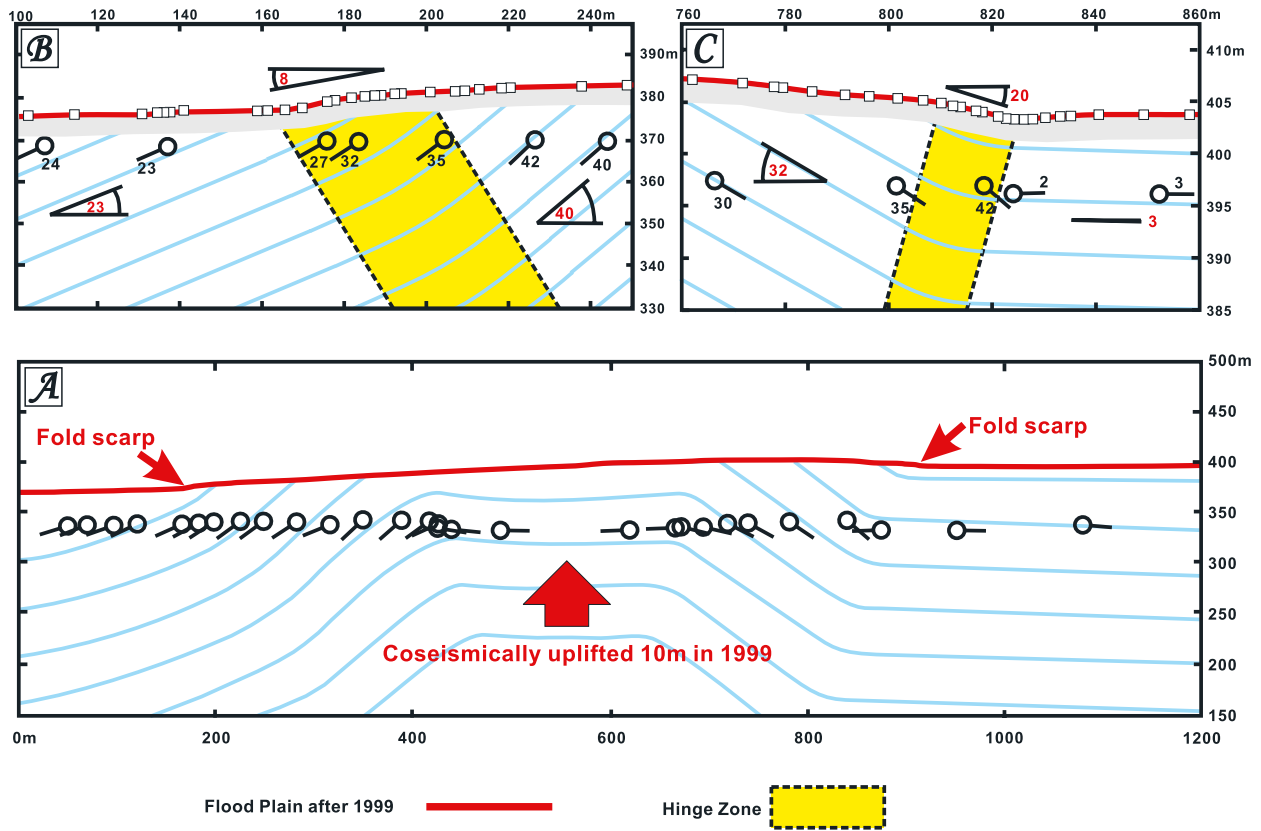 100 120 140 160 180 200 220 240m
B
8
390m
380
370
360
350
340
330
24 23 27 32 35 42 40
23
40
760 780 800 820 840 860m
C
20
410m
405
400
395
390
385
32
30 35 42 2 3
3
A
500m
450
400
350
300
250
200
150
Fold scarp
Fold scarp
Coseismically uplifted 10m in 1999
0m 200 400 600 800 1000 1200
Flood Plain after 1999
Hinge Zone